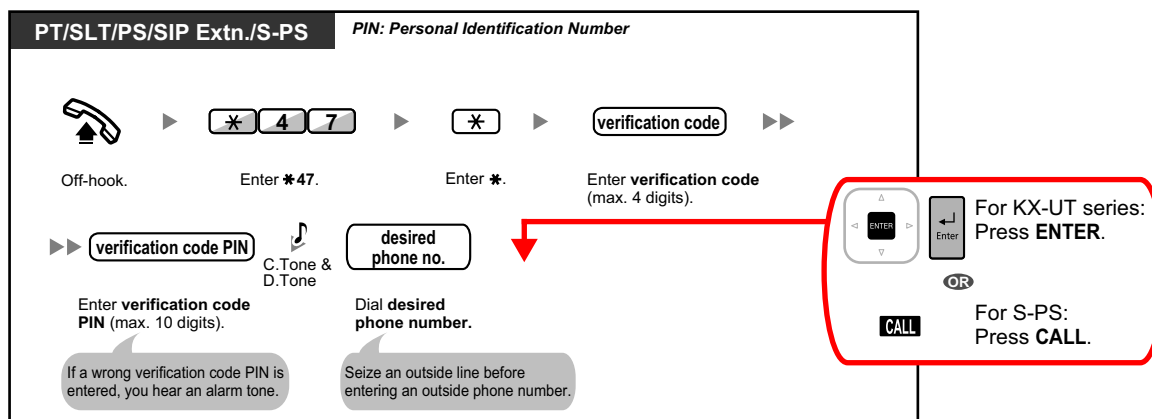 PT/SLT/PS/SIP Extn./S-PS
PIN: Personal Identification Number
* 4 7
*
verification code
Off-hook.
Enter *47.
Enter *.
Enter verification code
(max. 4 digits).
verification code PIN
C.Tone &
D.Tone
desired
phone no.
Enter verification code
PIN (max. 10 digits).
Dial desired
phone number.
If a wrong verification code PIN is
entered, you hear an alarm tone.
Seize an outside line before
entering an outside phone number.
ENTER
Enter
For KX-UT series:
Press ENTER.
OR
CALL
For S-PS:
Press CALL.